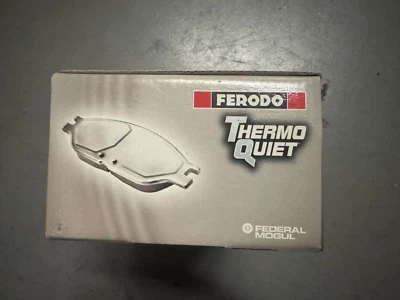 FERODO®
THERMO
QUIET®
FEDERAL
MOGUL